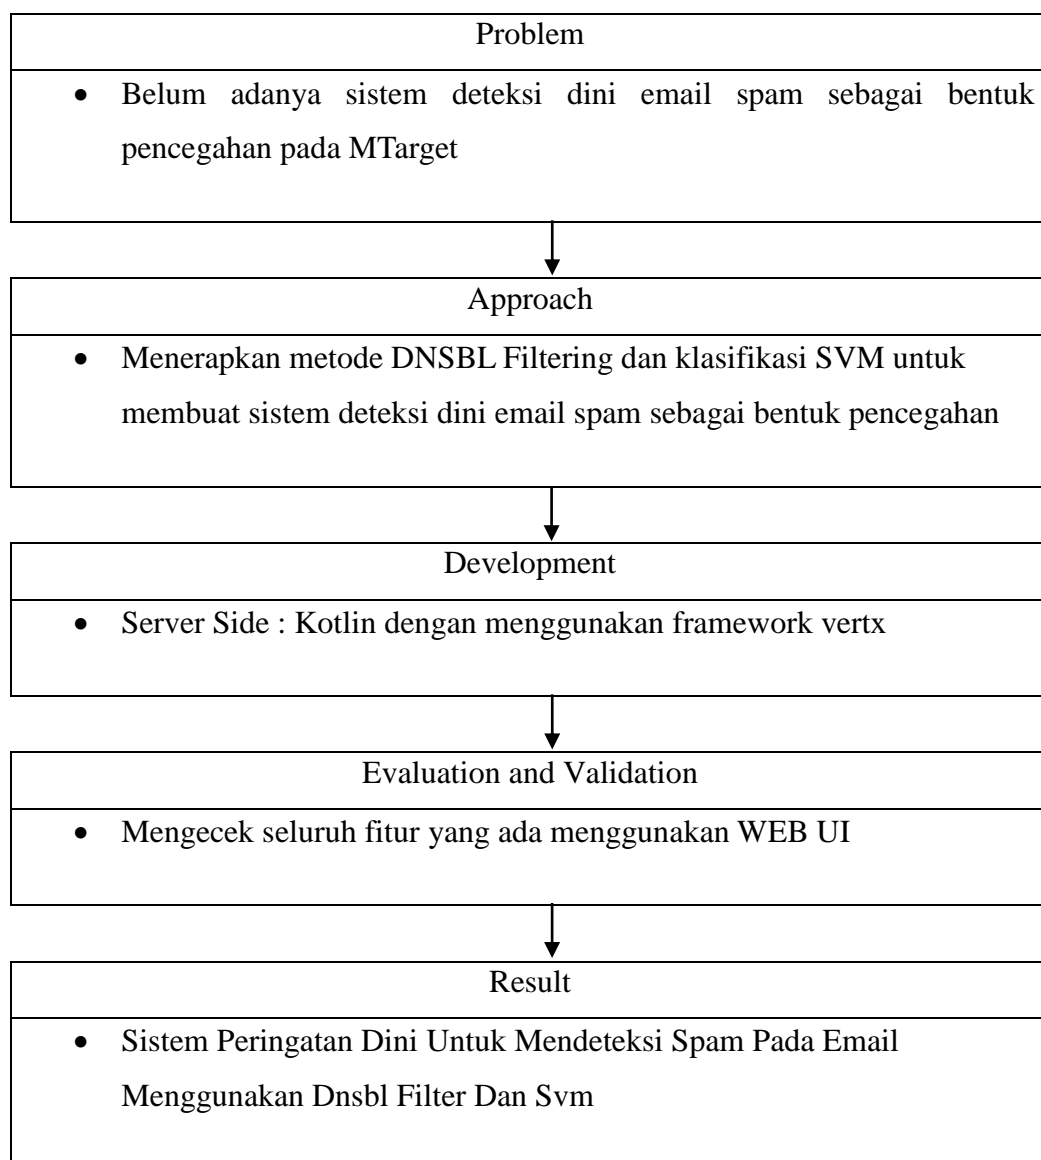 Problem
• Belum adanya sistem deteksi dini email spam sebagai bentuk
pencegahan pada MTarget
Approach
• Menerapkan metode DNSBL Filtering dan klasifikasi SVM untuk
membuat sistem deteksi dini email spam sebagai bentuk pencegahan
Development
• Server Side : Kotlin dengan menggunakan framework vertx
Evaluation and Validation
• Mengecek seluruh fitur yang ada menggunakan WEB UI
Result
• Sistem Peringatan Dini Untuk Mendeteksi Spam Pada Email
Menggunakan Dnsbl Filter Dan Svm